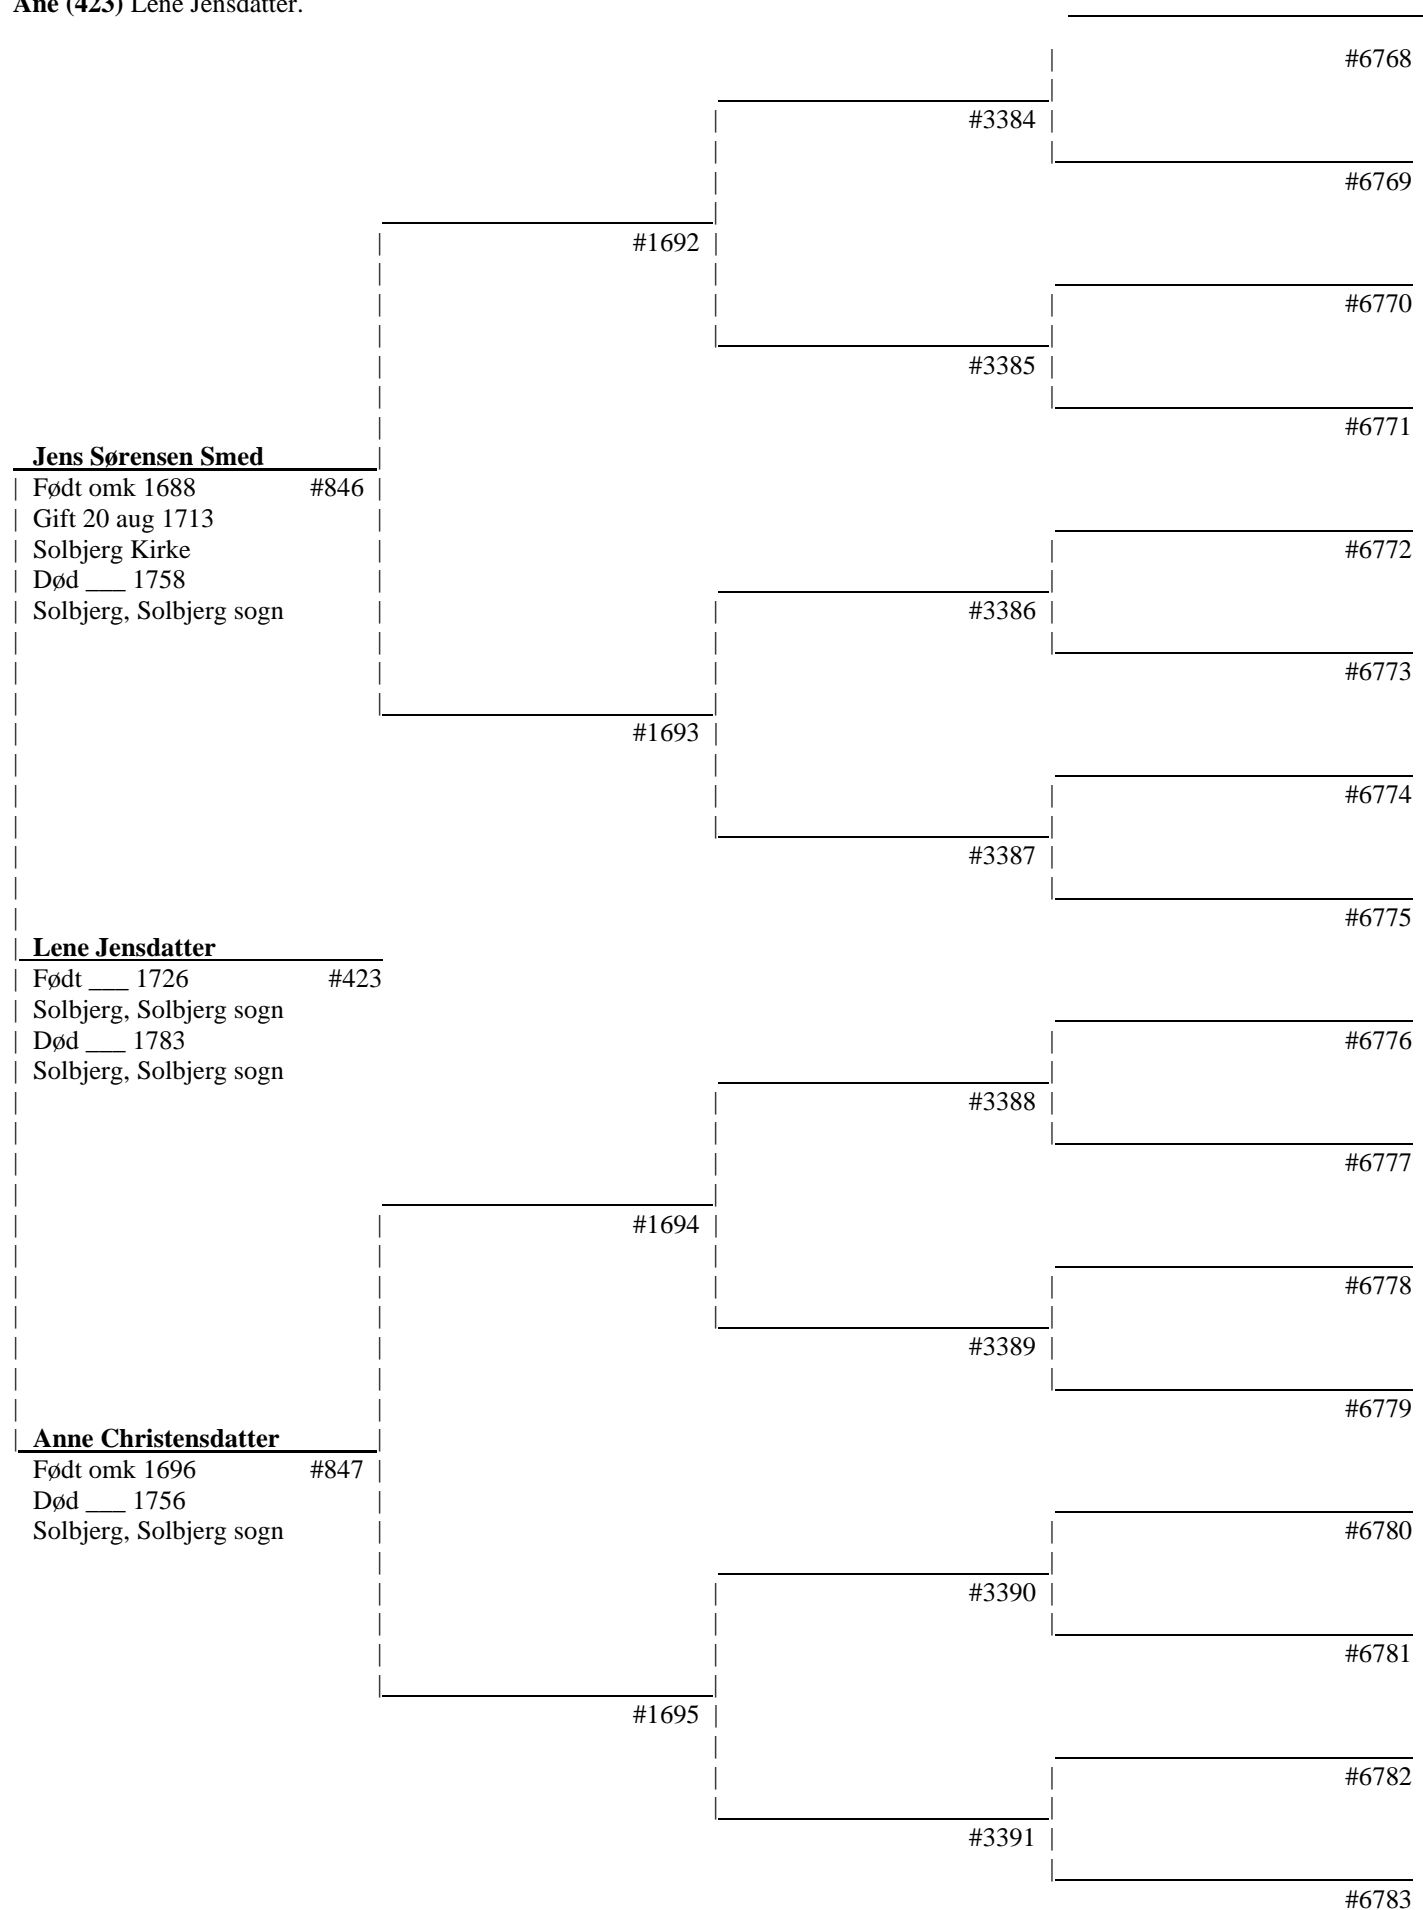 Ane (423) Lene Jensdatter.
#6768
#3384
#6769
#1692
#6770
#3385
#6771
Jens Sørensen Smed
Født omk 1688 #846
Gift 20 aug 1713
Solbjerg Kirke
#6772
Død ___ 1758
Solbjerg, Solbjerg sogn
#3386
#6773
#1693
#6774
#3387
#6775
Lene Jensdatter
Født ___ 1726 #423
Solbjerg, Solbjerg sogn
Død ___ 1783
#6776
Solbjerg, Solbjerg sogn
#3388
#6777
#1694
#6778
#3389
#6779
Anne Christensdatter
Født omk 1696 #847
Død ___ 1756
Solbjerg, Solbjerg sogn
#6780
#3390
#6781
#1695
#6782
#3391
#6783